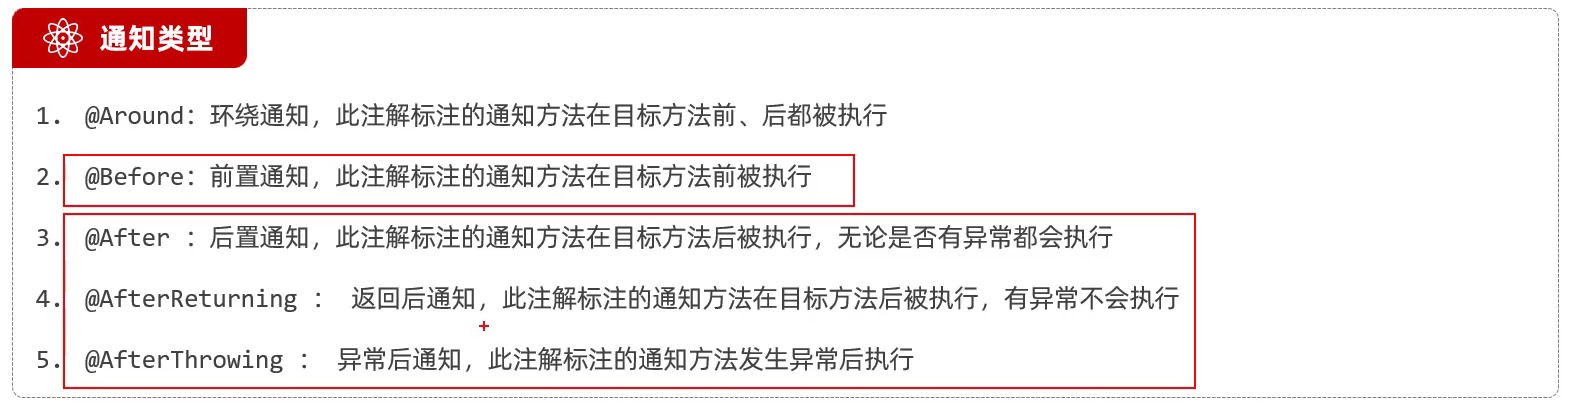 通知类型
1. @Around：环绕通知，此注解标注的通知方法在目标方法前、后都被执行
2. @Before：前置通知，此注解标注的通知方法在目标方法前被执行
3. @After ：后置通知，此注解标注的通知方法在目标方法后被执行，无论是否有异常都会执行
4. @AfterReturning ： 返回后通知，此注解标注的通知方法在目标方法后被执行，有异常不会执行
5. @AfterThrowing ： 异常后通知，此注解标注的通知方法发生异常后执行